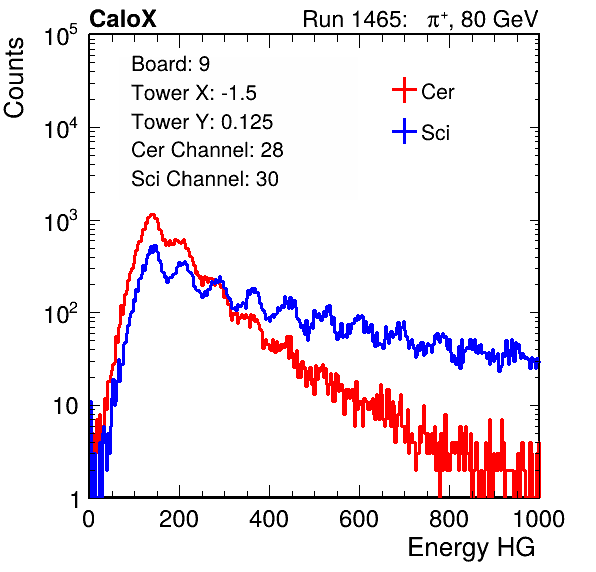 CaloX Run 1465: π⁺, 80 GeV
Counts
Board: 9
Tower X: -1.5
Tower Y: 0.125
Cer Channel: 28
Sci Channel: 30
Cer
Sci
10⁵
10⁴
10³
10²
10
1
0 200 400 600 800 1000
Energy HG